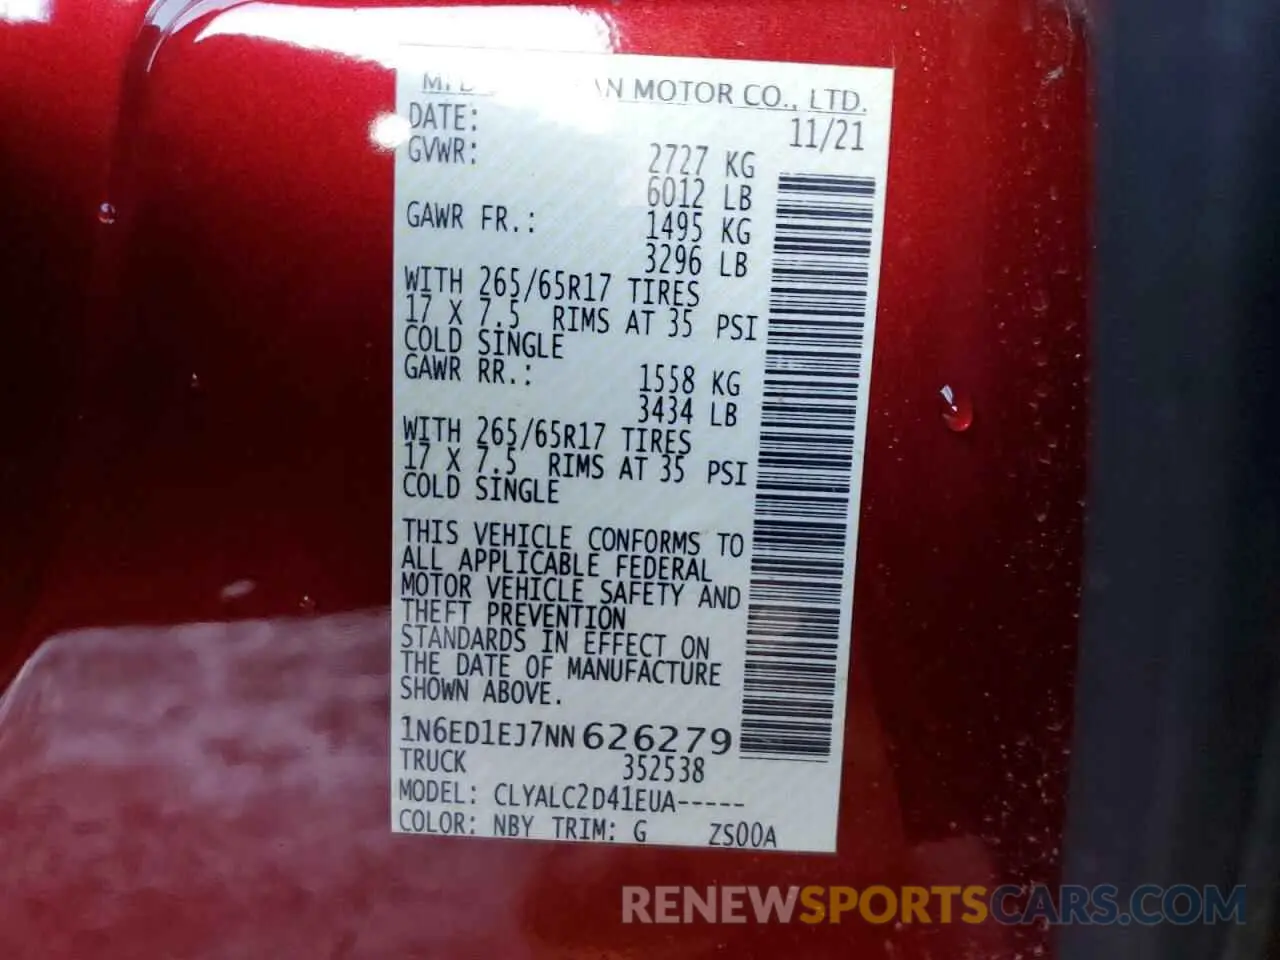 MOTOR CO., LTD.
DATE: 11/21
GVWR: 2727 KG
6012 LB
GAWR FR.: 1495 KG
3296 LB
WITH 265/65R17 TIRES
17 X 7.5 RIMS AT 35 PSI
COLD SINGLE
GAWR RR.: 1558 KG
3434 LB
WITH 265/65R17 TIRES
17 X 7.5 RIMS AT 35 PSI
COLD SINGLE
THIS VEHICLE CONFORMS TO
ALL APPLICABLE FEDERAL
MOTOR VEHICLE SAFETY AND
THEFT PREVENTION
STANDARDS IN EFFECT ON
THE DATE OF MANUFACTURE
SHOWN ABOVE.
1N6ED1EJ7NN626279
TRUCK 352538
MODEL: CLYALC2D41EUA-----
COLOR: NBY TRIM: G ZS00A
RENEWSPORTSCARS.COM